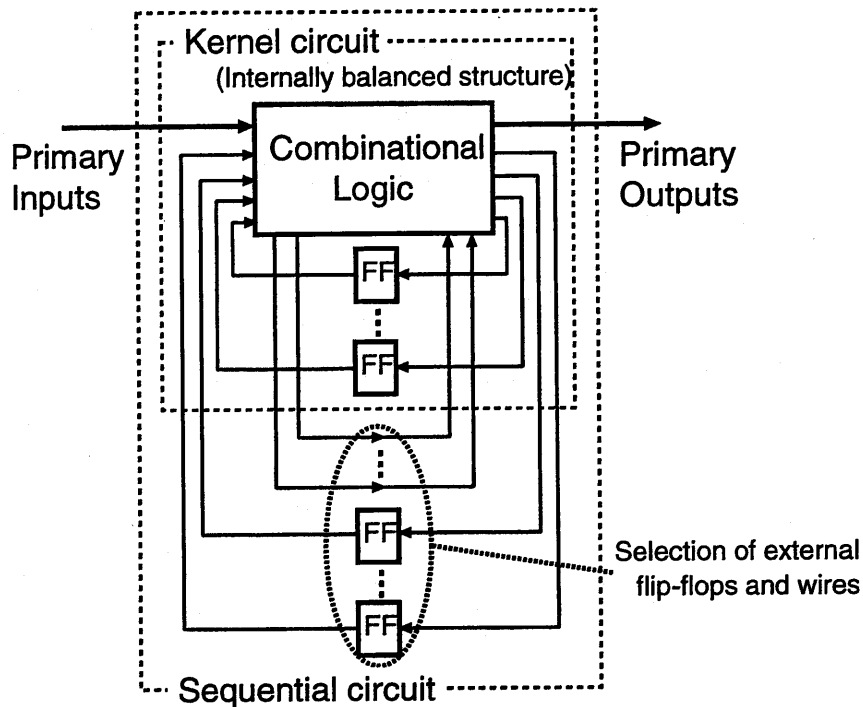 Kernel circuit
(Internally balanced structure)
Primary
Inputs
Combinational
Logic
Primary
Outputs
FF
FF
FF
FF
Selection of external
flip-flops and wires
Sequential circuit